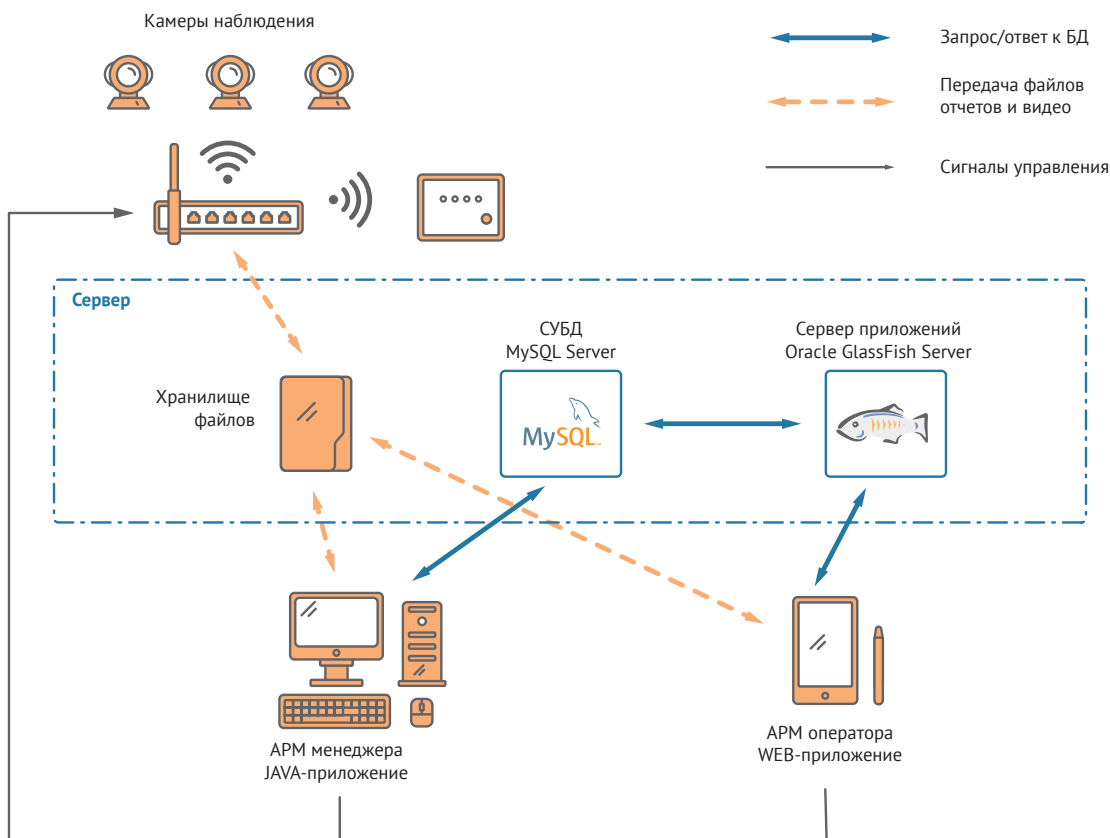 Камеры наблюдения
Запрос/ответ к БД
Передача файлов
отчетов и видео
Сигналы управления
Сервер
СУБД
MySQL Server
Сервер приложений
Oracle GlassFish Server
Хранилище
файлов
MySQL
АРМ менеджера
JAVA-приложение
АРМ оператора
WEB-приложение